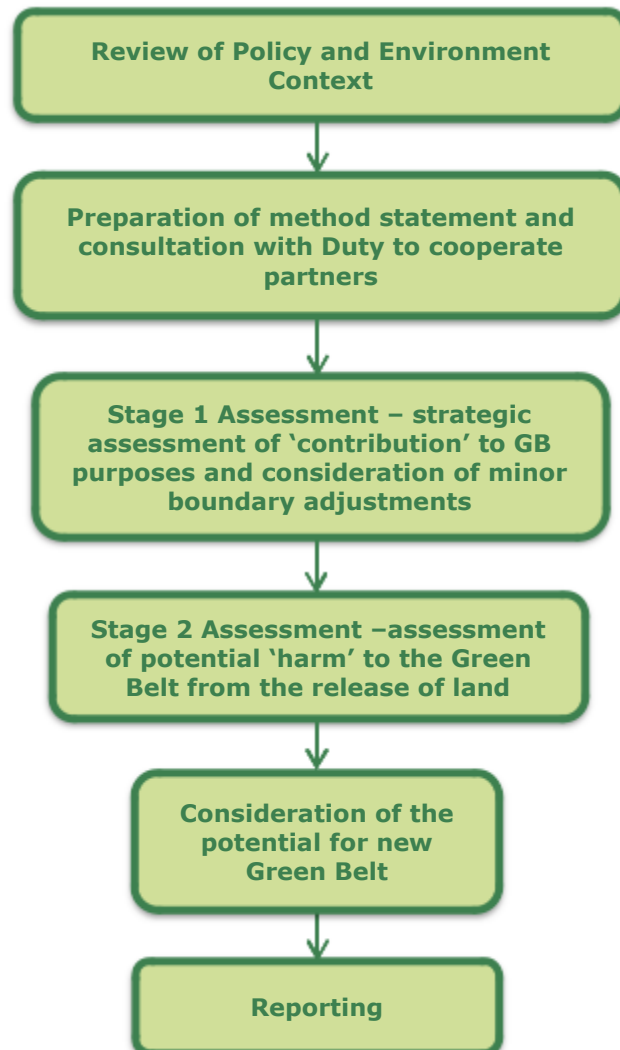 Review of Policy and Environment
Context
Preparation of method statement and
consultation with Duty to cooperate
partners
Stage 1 Assessment – strategic
assessment of ‘contribution’ to GB
purposes and consideration of minor
boundary adjustments
Stage 2 Assessment –assessment
of potential ‘harm’ to the Green
Belt from the release of land
Consideration of the
potential for new
Green Belt
Reporting